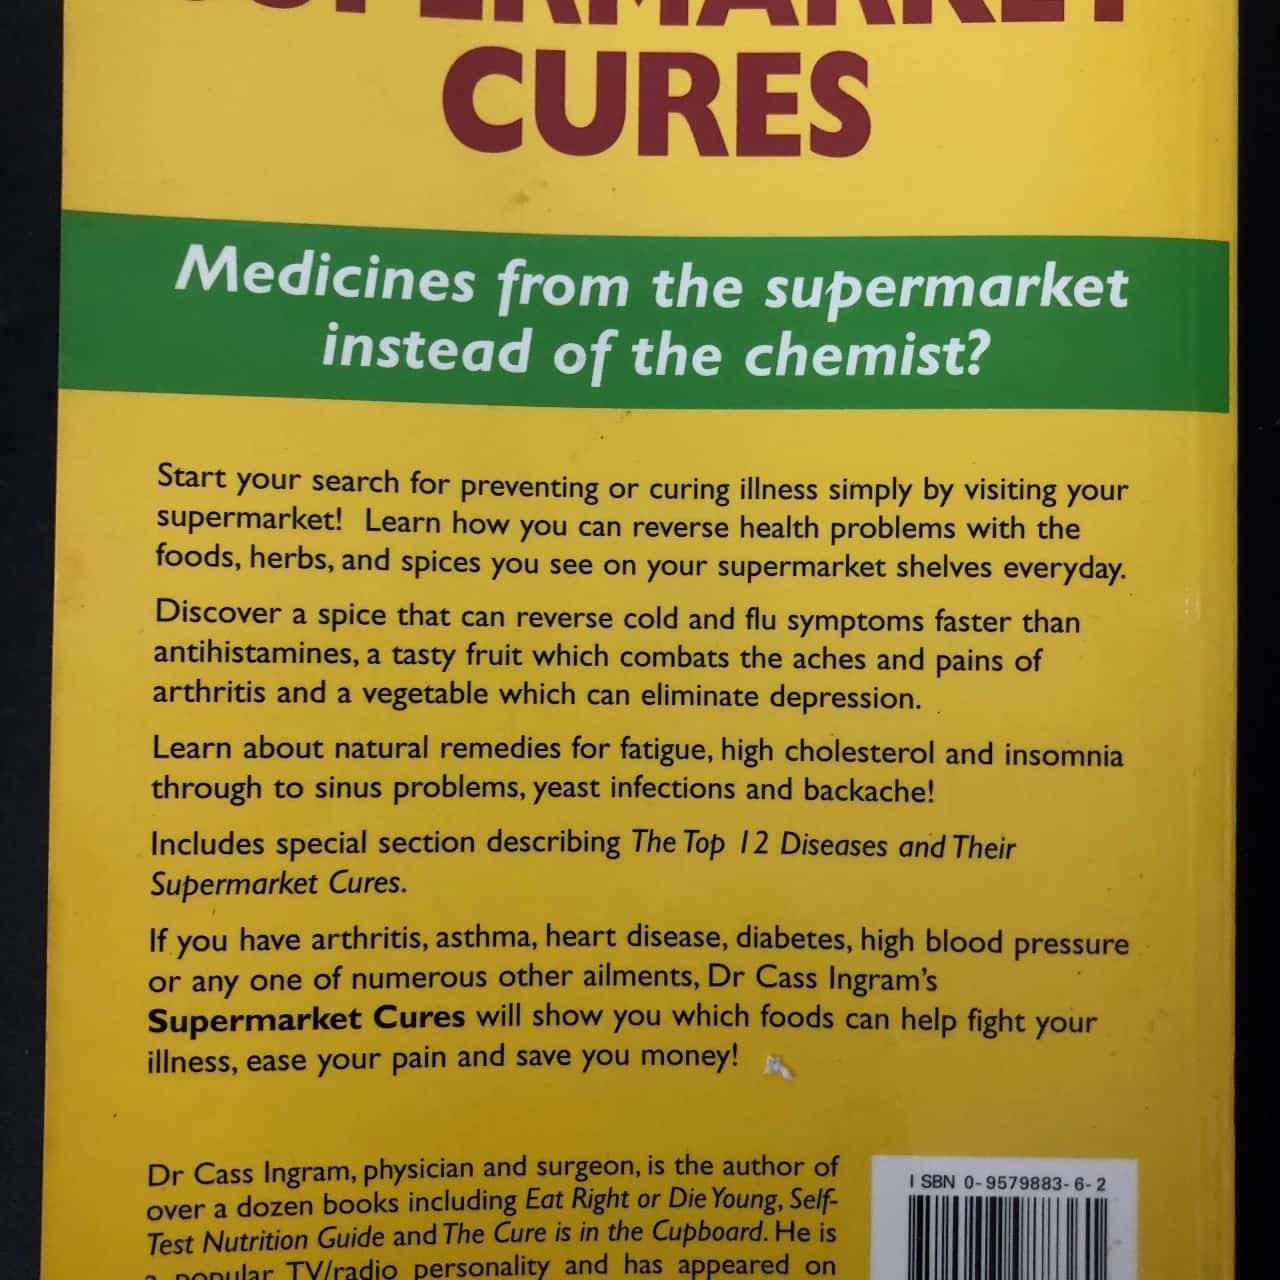 SUPERMARKET
CURES
Medicines from the supermarket
instead of the chemist?
Start your search for preventing or curing illness simply by visiting your
supermarket! Learn how you can reverse health problems with the
foods, herbs, and spices you see on your supermarket shelves everyday.
Discover a spice that can reverse cold and flu symptoms faster than
antihistamines, a tasty fruit which combats the aches and pains of
arthritis and a vegetable which can eliminate depression.
Learn about natural remedies for fatigue, high cholesterol and insomnia
through to sinus problems, yeast infections and backache!
Includes special section describing The Top 12 Diseases and Their
Supermarket Cures.
If you have arthritis, asthma, heart disease, diabetes, high blood pressure
or any one of numerous other ailments, Dr Cass Ingram's
Supermarket Cures will show you which foods can help fight your
illness, ease your pain and save you money!
Dr Cass Ingram, physician and surgeon, is the author of
over a dozen books including Eat Right or Die Young, Self-
Test Nutrition Guide and The Cure is in the Cupboard. He is
a popular TV/radio personality and has appeared on
ISBN 0-9579883-6-2